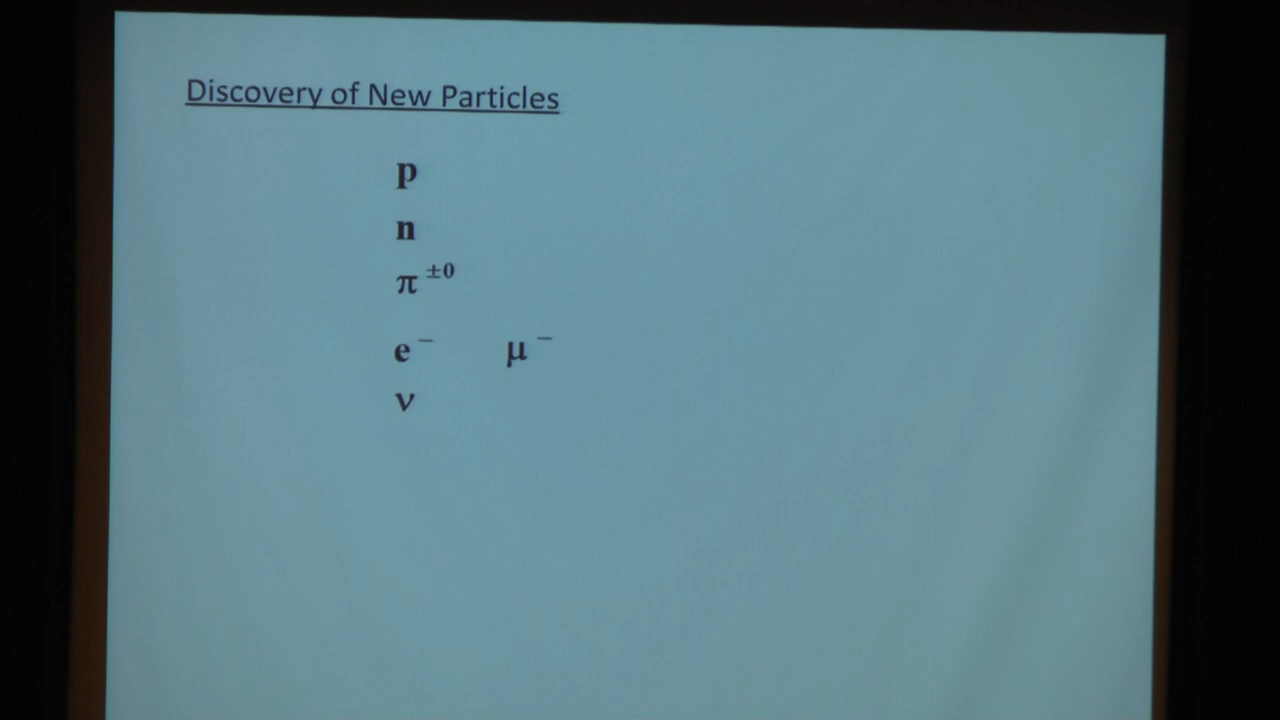 Discovery of New Particles
p
n
π ±0
e − μ −
ν